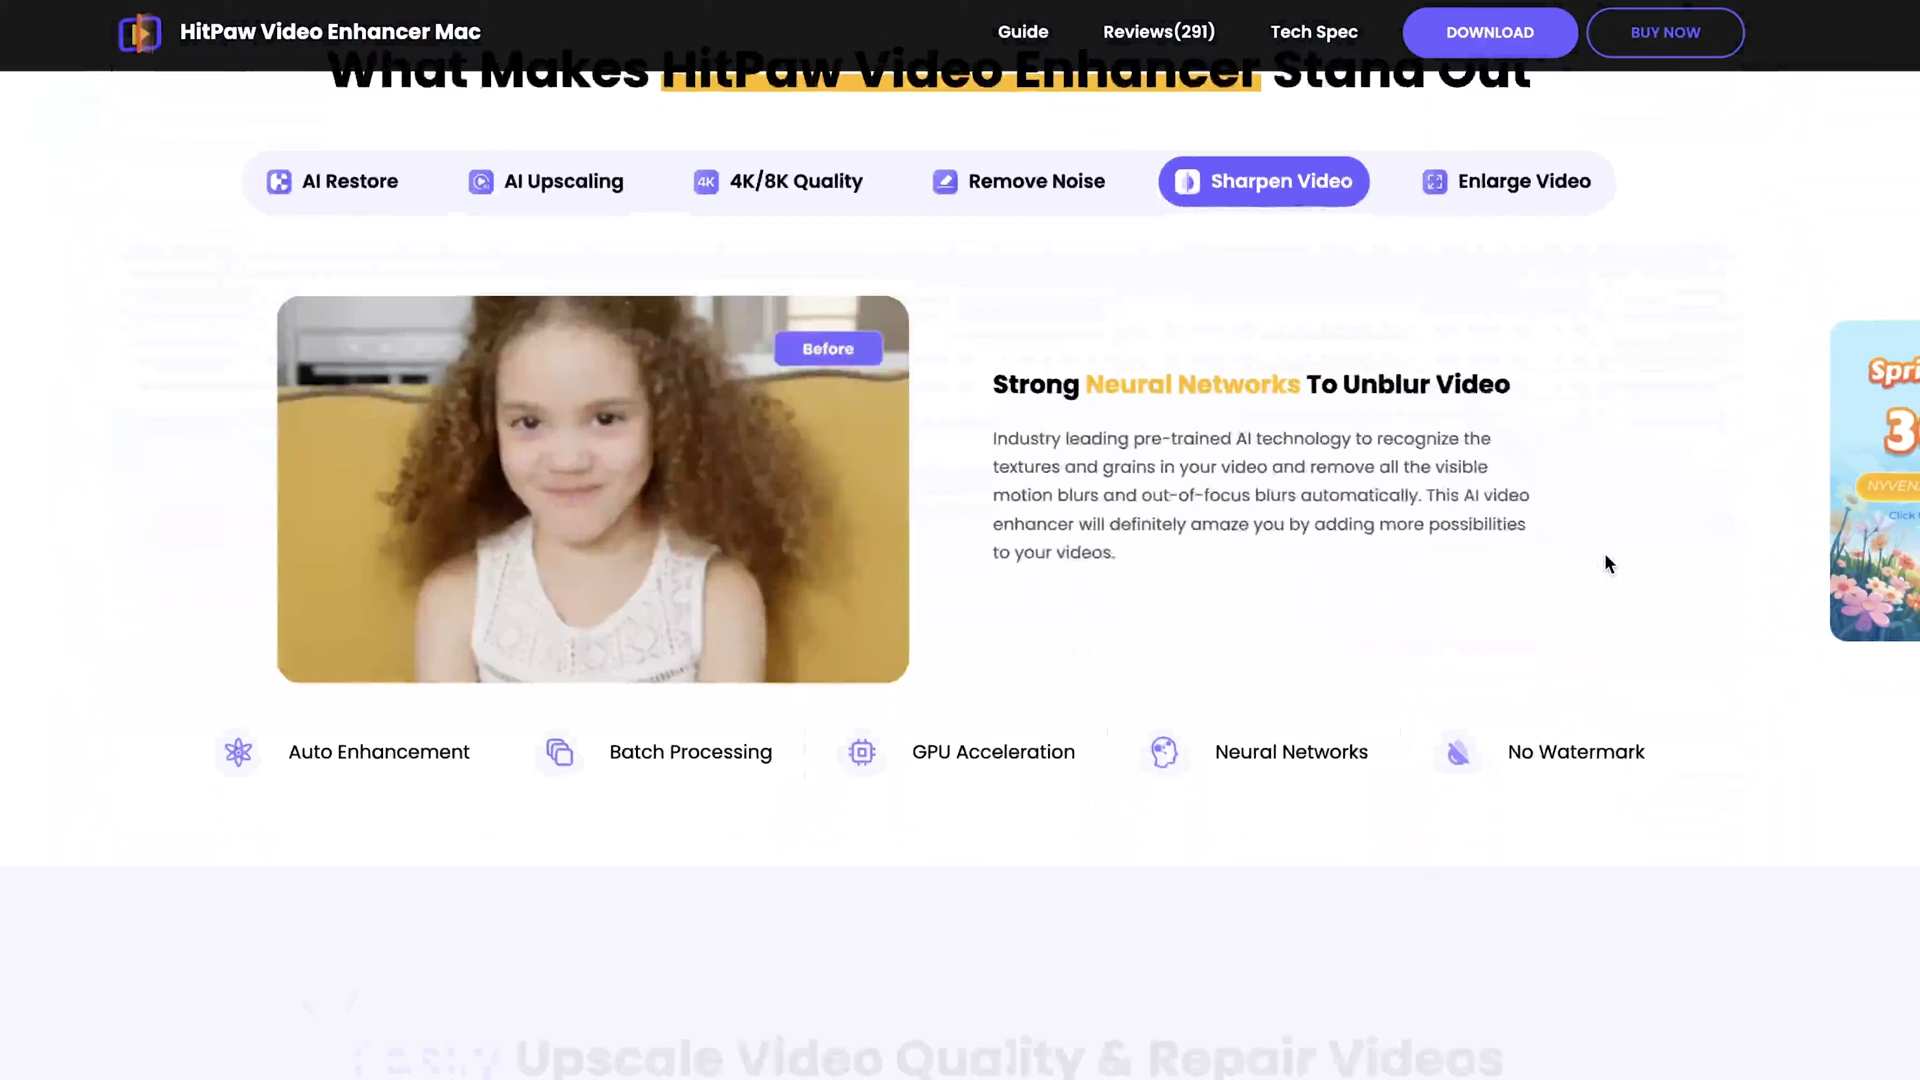 HitPaw Video Enhancer Mac
Guide
Reviews(291)
Tech Spec
DOWNLOAD
BUY NOW
What Makes HitPaw Video Enhancer Stand Out
AI Restore
AI Upscaling
4K
4K/8K Quality
Remove Noise
Sharpen Video
Enlarge Video
Before
Strong Neural Networks To Unblur Video
Industry leading pre-trained AI technology to recognize the
textures and grains in your video and remove all the visible
motion blurs and out-of-focus blurs automatically. This AI video
enhancer will definitely amaze you by adding more possibilities
to your videos.
Spri
3
NYVEN
Click
Auto Enhancement
Batch Processing
GPU Acceleration
Neural Networks
No Watermark
Upscale Video Quality & Repair Videos